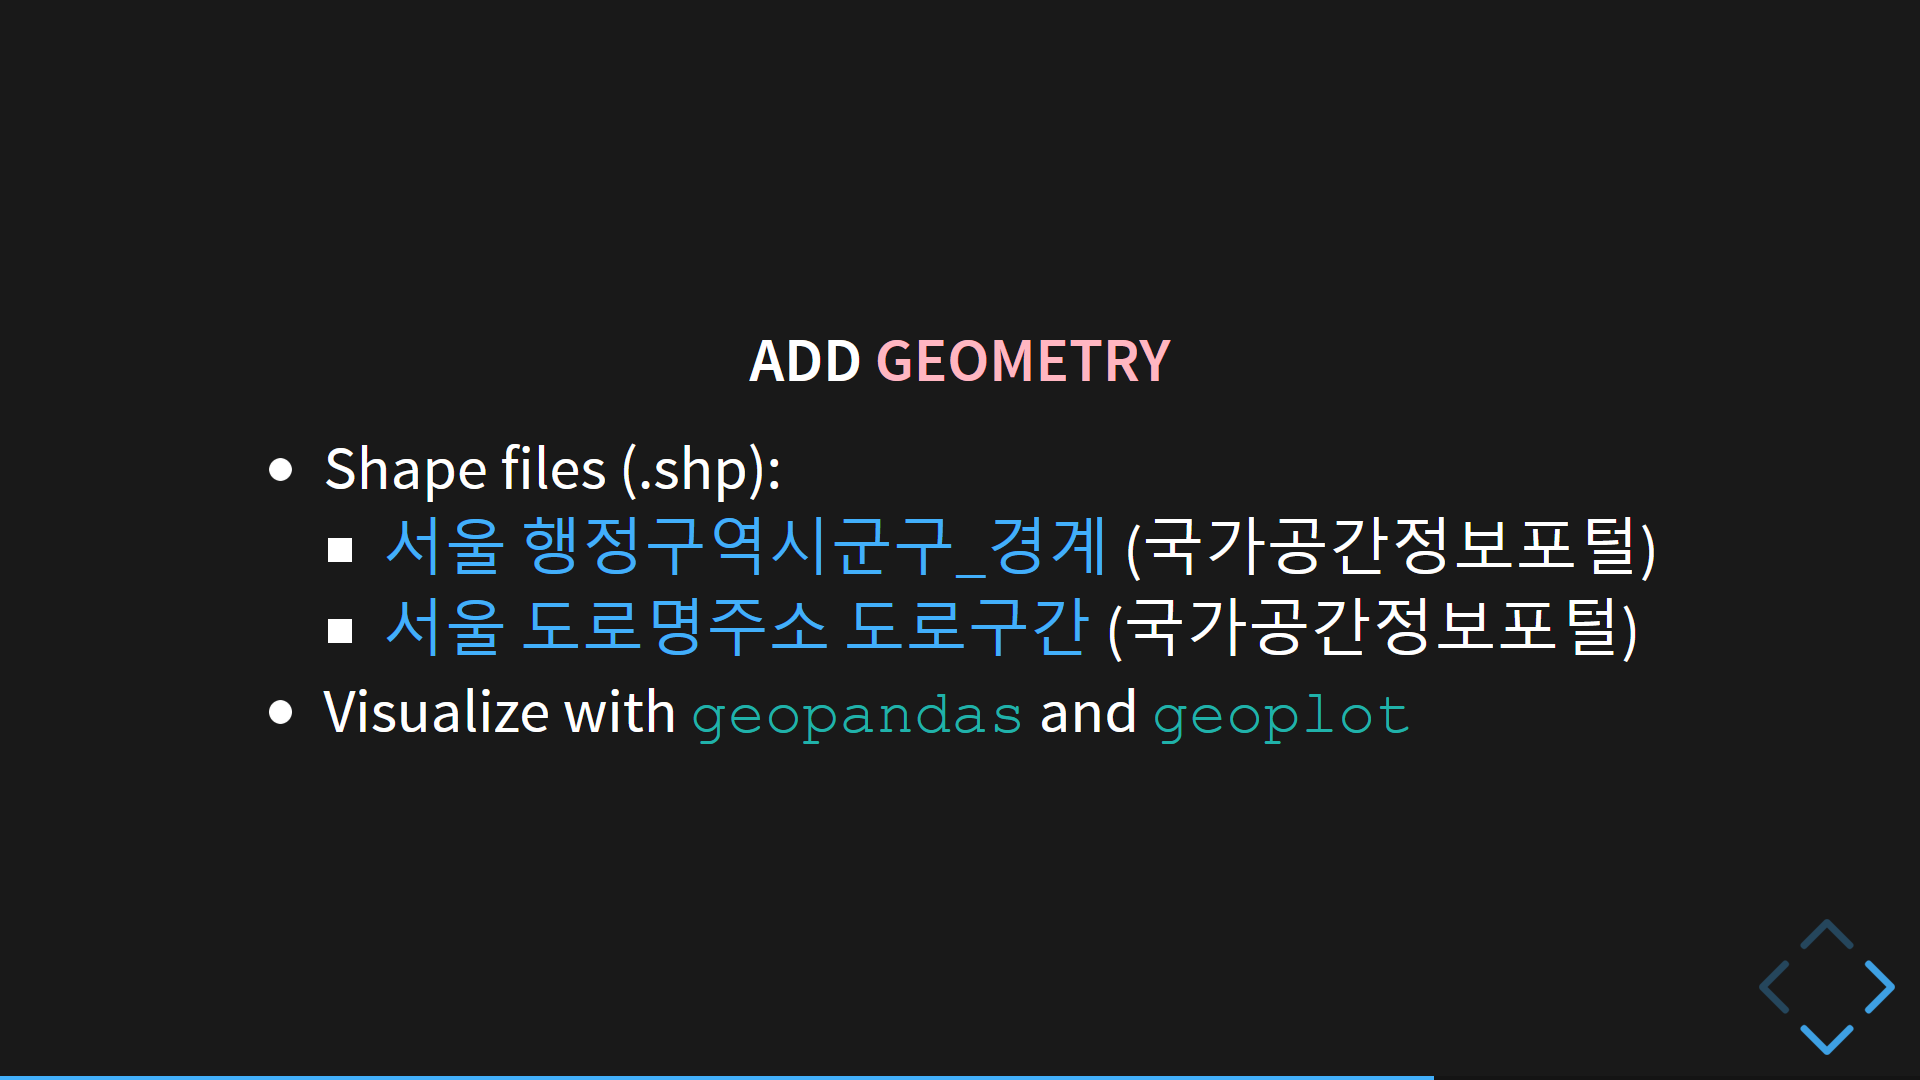 ADD GEOMETRY
Shape files (.shp):
서울 행정구역시군구_경계 (국가공간정보포털)
서울 도로명주소 도로구간 (국가공간정보포털)
Visualize with geopandas and geoplot